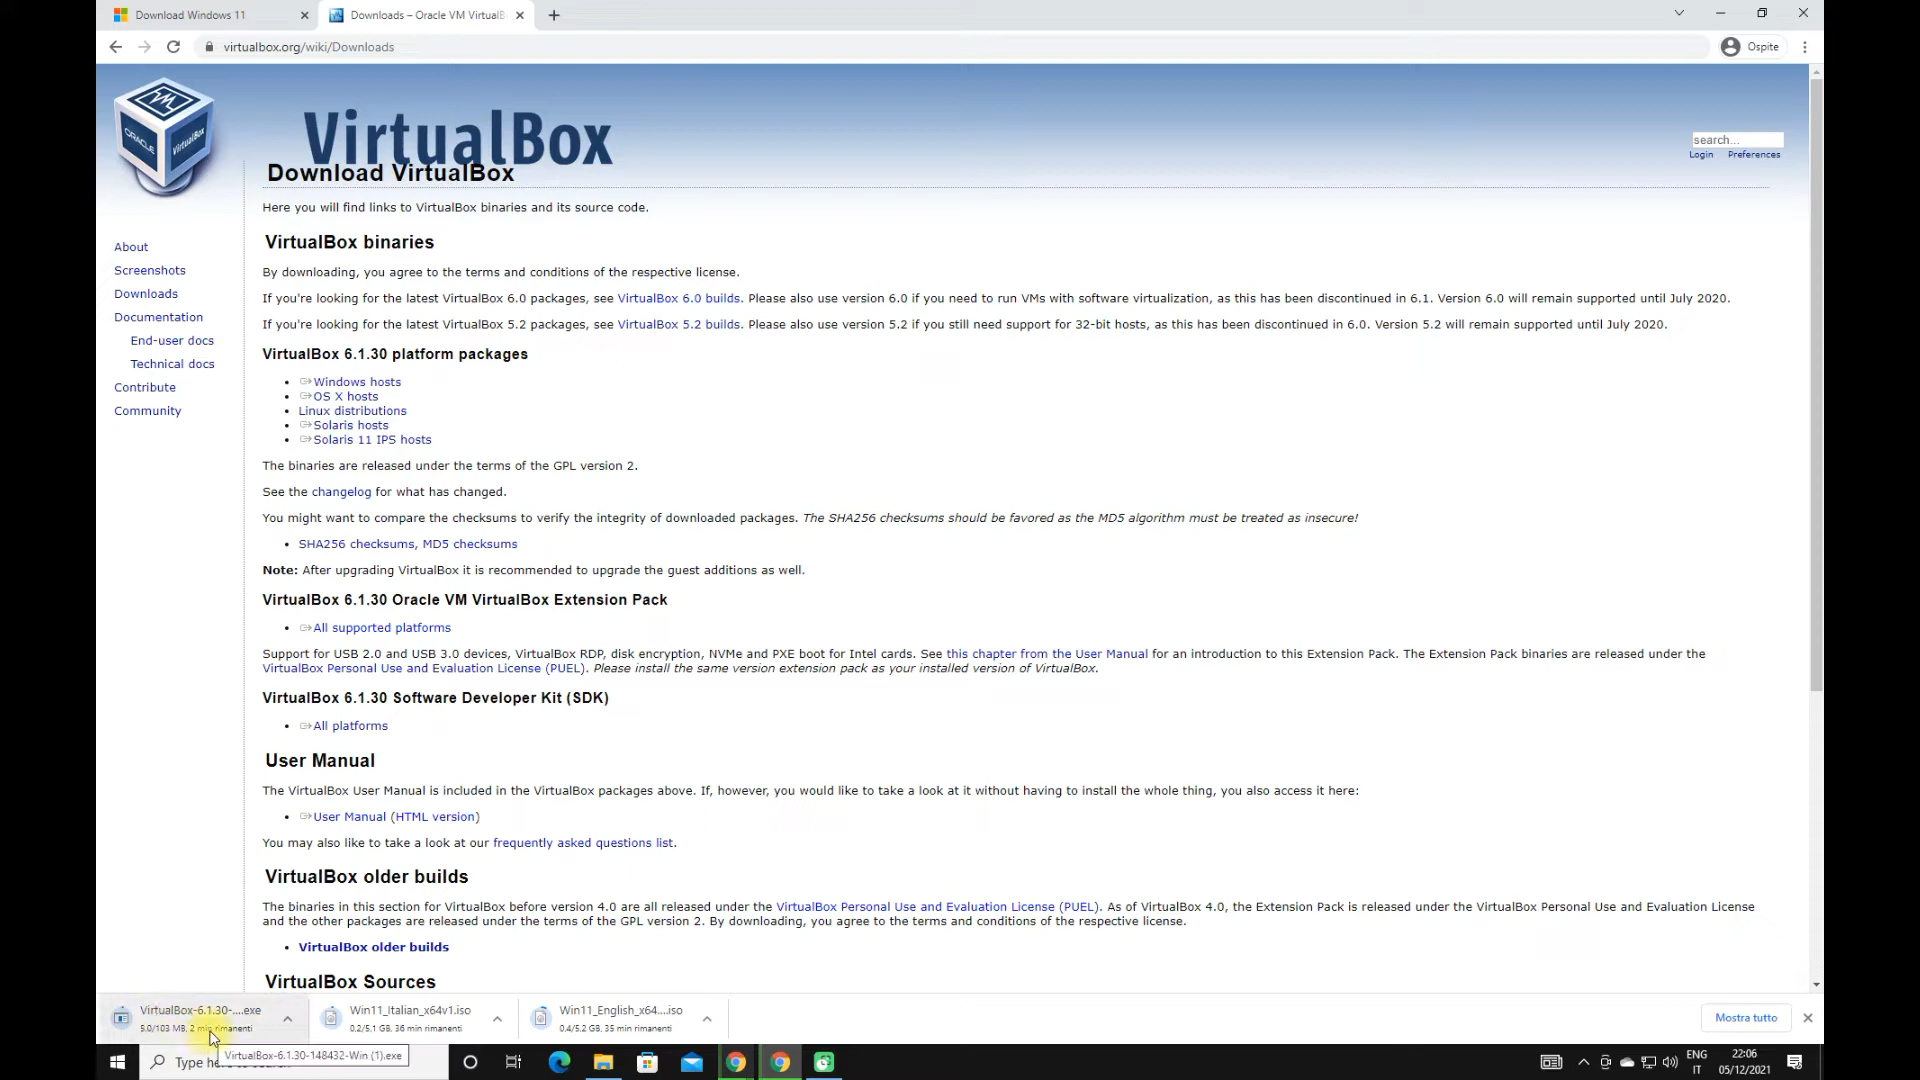 Download Windows 11
Downloads – Oracle VM VirtualB
virtualbox.org/wiki/Downloads
Ospite
ORACLE
VirtualBox
VirtualBox
search...
Login Preferences
Download VirtualBox
Here you will find links to VirtualBox binaries and its source code.
About
Screenshots
Downloads
Documentation
End-user docs
Technical docs
Contribute
Community
VirtualBox binaries
By downloading, you agree to the terms and conditions of the respective license.
If you're looking for the latest VirtualBox 6.0 packages, see VirtualBox 6.0 builds. Please also use version 6.0 if you need to run VMs with software virtualization, as this has been discontinued in 6.1. Version 6.0 will remain supported until July 2020.
If you're looking for the latest VirtualBox 5.2 packages, see VirtualBox 5.2 builds. Please also use version 5.2 if you still need support for 32-bit hosts, as this has been discontinued in 6.0. Version 5.2 will remain supported until July 2020.
VirtualBox 6.1.30 platform packages
Windows hosts
OS X hosts
Linux distributions
Solaris hosts
Solaris 11 IPS hosts
The binaries are released under the terms of the GPL version 2.
See the changelog for what has changed.
You might want to compare the checksums to verify the integrity of downloaded packages. The SHA256 checksums should be favored as the MD5 algorithm must be treated as insecure!
SHA256 checksums, MD5 checksums
Note: After upgrading VirtualBox it is recommended to upgrade the guest additions as well.
VirtualBox 6.1.30 Oracle VM VirtualBox Extension Pack
All supported platforms
Support for USB 2.0 and USB 3.0 devices, VirtualBox RDP, disk encryption, NVMe and PXE boot for Intel cards. See this chapter from the User Manual for an introduction to this Extension Pack. The Extension Pack binaries are released under the
VirtualBox Personal Use and Evaluation License (PUEL). Please install the same version extension pack as your installed version of VirtualBox.
VirtualBox 6.1.30 Software Developer Kit (SDK)
All platforms
User Manual
The VirtualBox User Manual is included in the VirtualBox packages above. If, however, you would like to take a look at it without having to install the whole thing, you also access it here:
User Manual (HTML version)
You may also like to take a look at our frequently asked questions list.
VirtualBox older builds
The binaries in this section for VirtualBox before version 4.0 are all released under the VirtualBox Personal Use and Evaluation License (PUEL). As of VirtualBox 4.0, the Extension Pack is released under the VirtualBox Personal Use and Evaluation License
and the other packages are released under the terms of the GPL version 2. By downloading, you agree to the terms and conditions of the respective license.
VirtualBox older builds
VirtualBox Sources
VirtualBox-6.1.30-....exe
5.0/103 MB, 2 min rimanenti
Win11_Italian_x64v1.iso
0.2/5.1 GB, 36 min rimanenti
Win11_English_x64....iso
0.4/5.2 GB, 35 min rimanenti
Mostra tutto
VirtualBox-6.1.30-148432-Win (1).exe
Type here to search
ENG
IT
22:06
05/12/2021